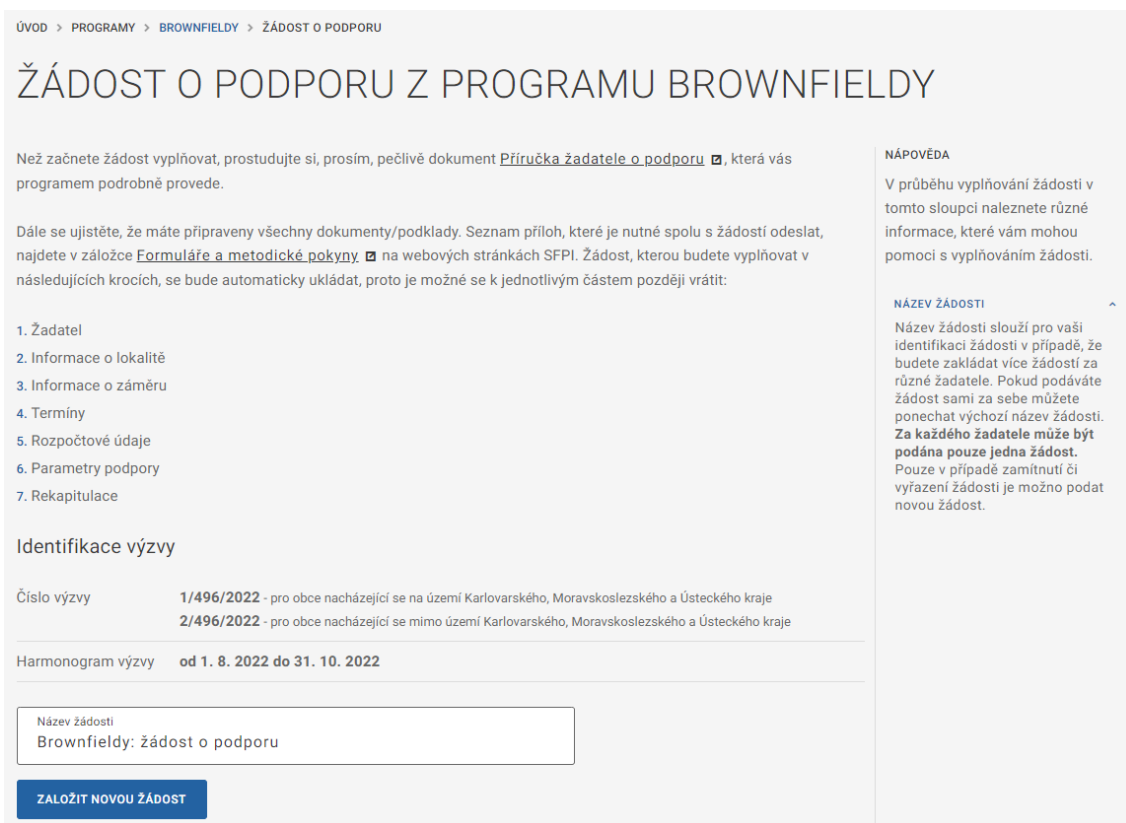 ÚVOD > PROGRAMY > BROWNFIELDY > ŽÁDOST O PODPORU
ŽÁDOST O PODPORU Z PROGRAMU BROWNFIELDY
Než začnete žádost vyplňovat, prostudujte si, prosím, pečlivě dokument Příručka žadatele o podporu, která vás
programem podrobně provede.
Dále se ujistěte, že máte připraveny všechny dokumenty/podklady. Seznam příloh, které je nutné spolu s žádostí odeslat,
najdete v záložce Formuláře a metodické pokyny na webových stránkách SFPI. Žádost, kterou budete vyplňovat v
následujících krocích, se bude automaticky ukládat, proto je možné se k jednotlivým částem později vrátit:
1. Žadatel
2. Informace o lokalitě
3. Informace o záměru
4. Termíny
5. Rozpočtové údaje
6. Parametry podpory
7. Rekapitulace
Identifikace výzvy
Číslo výzvy 1/496/2022 - pro obce nacházející se na území Karlovarského, Moravskoslezského a Ústeckého kraje
2/496/2022 - pro obce nacházející se mimo území Karlovarského, Moravskoslezského a Ústeckého kraje
Harmonogram výzvy od 1. 8. 2022 do 31. 10. 2022
Název žádosti
Brownfieldy: žádost o podporu
ZALOŽIT NOVOU ŽÁDOST
NÁPOVĚDA
V průběhu vyplňování žádosti v
tomto sloupci naleznete různé
informace, které vám mohou
pomoci s vyplňováním žádosti.
NÁZEV ŽÁDOSTI
Název žádosti slouží pro vaši
identifikaci žádosti v případě, že
budete zakládat více žádostí za
různé žadatele. Pokud podáváte
žádost sami za sebe můžete
ponechat výchozí název žádosti.
Za každého žadatele může být
podána pouze jedna žádost.
Pouze v případě zamítnutí či
vyřazení žádosti je možno podat
novou žádost.